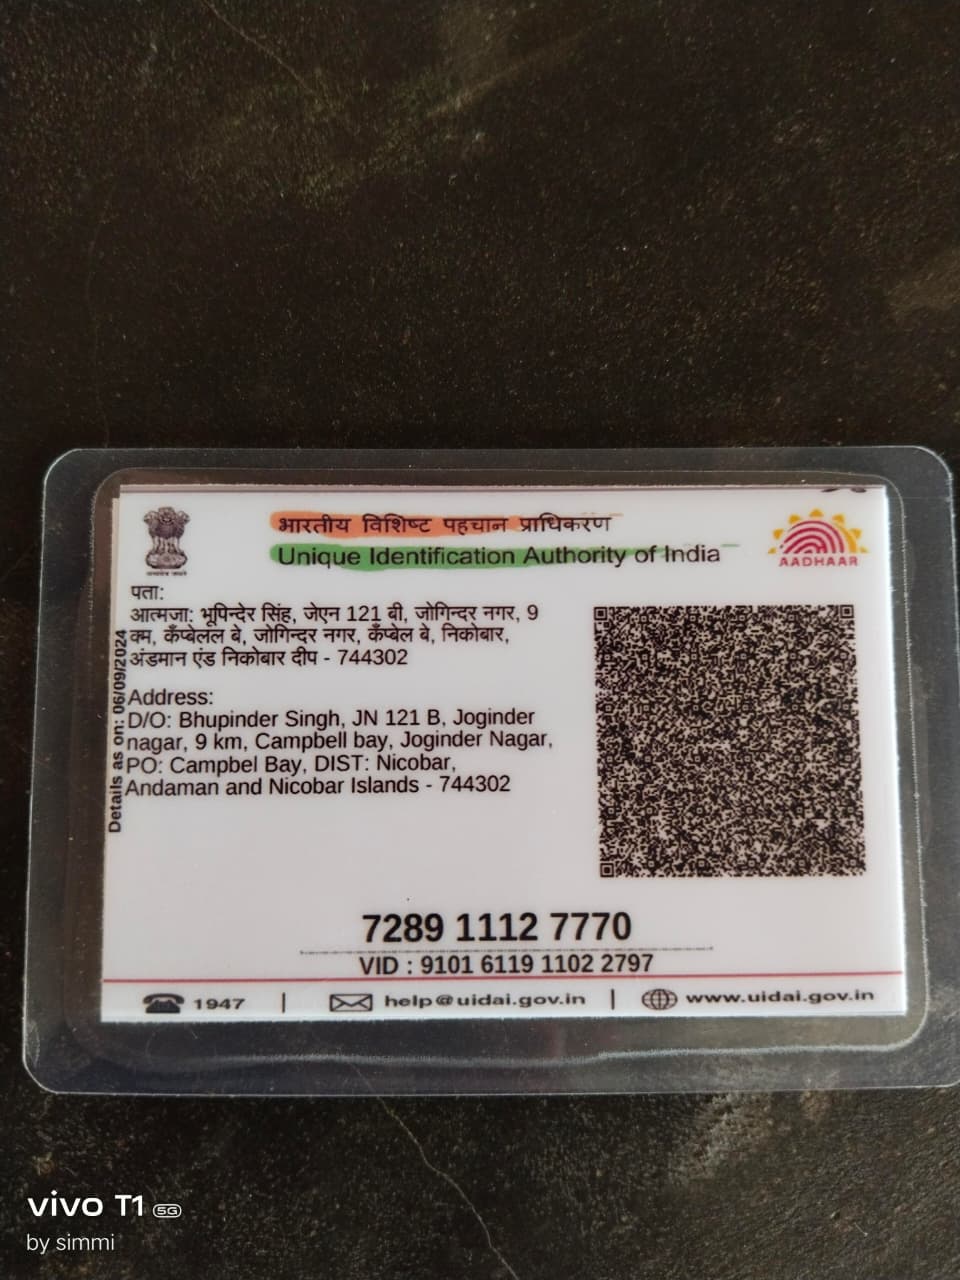 भारतीय विशिष्ट पहचान प्राधिकरण
Unique Identification Authority of India
AADHAAR
पता:
आत्मजा: भूपिन्देर सिंह, जेएन 121 बी, जोगिन्दर नगर, 9
क्म, कँप्बेलल बे, जोगिन्दर नगर, कँप्बेल बे, निकोबार,
अंडमान एंड निकोबार दीप - 744302
Address:
D/O: Bhupinder Singh, JN 121 B, Joginder
nagar, 9 km, Campbell bay, Joginder Nagar,
PO: Campbel Bay, DIST: Nicobar,
Andaman and Nicobar Islands - 744302
Details as on: 06/09/2024
7289 1112 7770
VID : 9101 6119 1102 2797
1947 | help@uidai.gov.in | www.uidai.gov.in
vivo T1 5G
by simmi